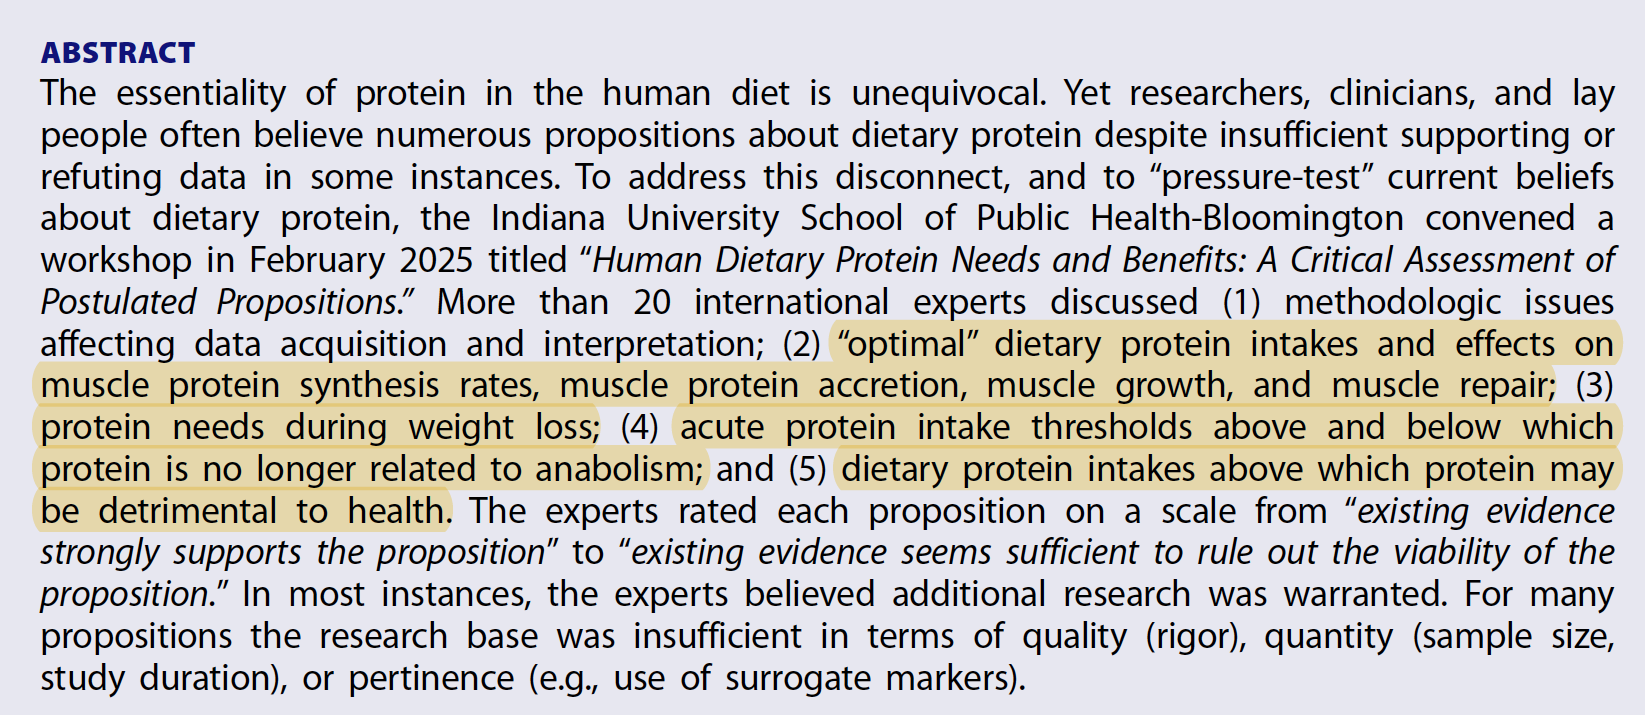 ABSTRACT
The essentiality of protein in the human diet is unequivocal. Yet researchers, clinicians, and lay
people often believe numerous propositions about dietary protein despite insufficient supporting or
refuting data in some instances. To address this disconnect, and to “pressure-test” current beliefs
about dietary protein, the Indiana University School of Public Health-Bloomington convened a
workshop in February 2025 titled “Human Dietary Protein Needs and Benefits: A Critical Assessment of
Postulated Propositions.” More than 20 international experts discussed (1) methodologic issues
affecting data acquisition and interpretation; (2) “optimal” dietary protein intakes and effects on
muscle protein synthesis rates, muscle protein accretion, muscle growth, and muscle repair; (3)
protein needs during weight loss; (4) acute protein intake thresholds above and below which
protein is no longer related to anabolism; and (5) dietary protein intakes above which protein may
be detrimental to health. The experts rated each proposition on a scale from “existing evidence
strongly supports the proposition” to “existing evidence seems sufficient to rule out the viability of the
proposition.” In most instances, the experts believed additional research was warranted. For many
propositions the research base was insufficient in terms of quality (rigor), quantity (sample size,
study duration), or pertinence (e.g., use of surrogate markers).